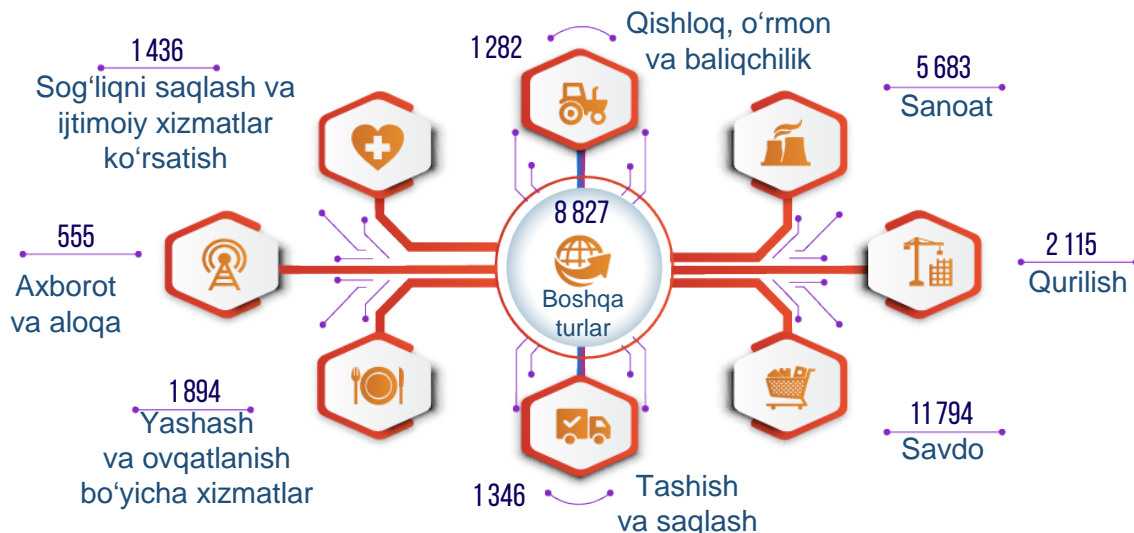 1 436
Sog‘liqni saqlash va
ijtimoiy xizmatlar
ko‘rsatish
1 282
Qishloq, o‘rmon
va baliqchilik
5 683
Sanoat
555
Axborot
va aloqa
8 827
Boshqa
turlar
2 115
Qurilish
1 894
Yashash
va ovqatlanish
bo‘yicha xizmatlar
1 346
Tashish
va saqlash
11 794
Savdo